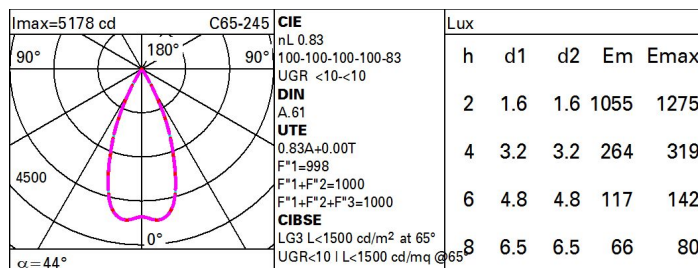 Imax=5178 cd C65-245
90° 180° 90°
4500
0°
α=44°
CIE
nL 0.83
100-100-100-100-83
UGR <10-<10
DIN
A.61
UTE
0.83A+0.00T
F"1=998
F"1+F"2=1000
F"1+F"2+F"3=1000
CIBSE
LG3 L<1500 cd/m² at 65°
UGR<10 | L<1500 cd/mq @65°
Lux
h d1 d2 Em Emax
2 1.6 1.6 1055 1275
4 3.2 3.2 264 319
6 4.8 4.8 117 142
8 6.5 6.5 66 80